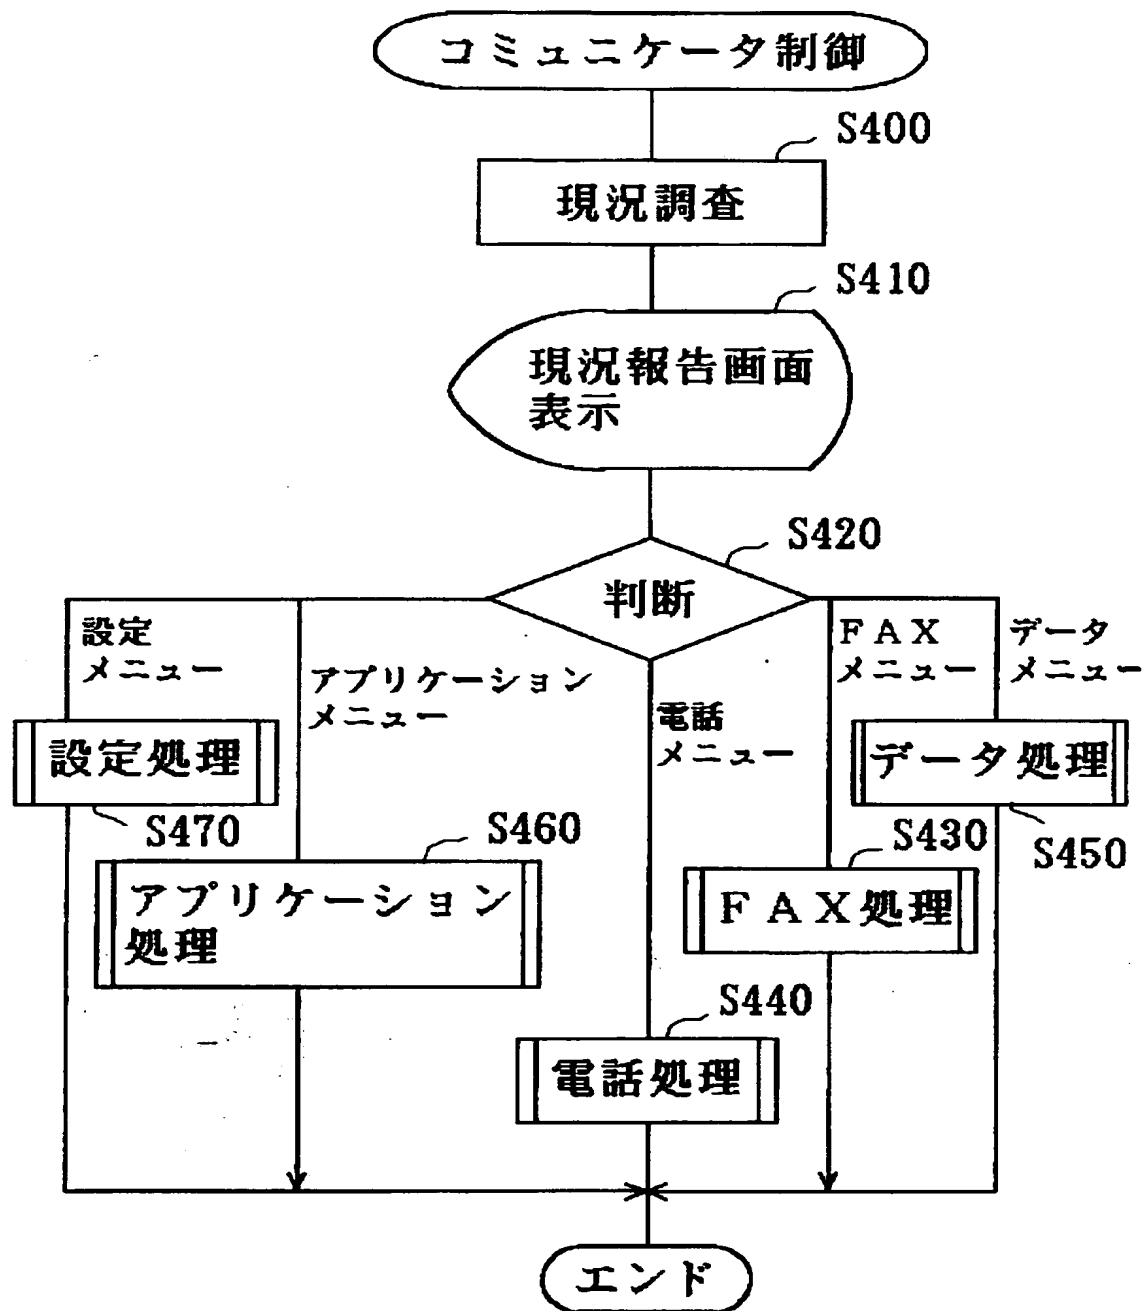 コミュニケータ制御
S400
現況調査
S410
現況報告画面
表示
S420
判断
設定
メニュー
アプリケーション
メニュー
電話
メニュー
ＦＡＸ
メニュー
データ
メニュー
設定処理
S470
データ処理
S450
S460
アプリケーション
処理
S430
ＦＡＸ処理
S440
電話処理
エンド